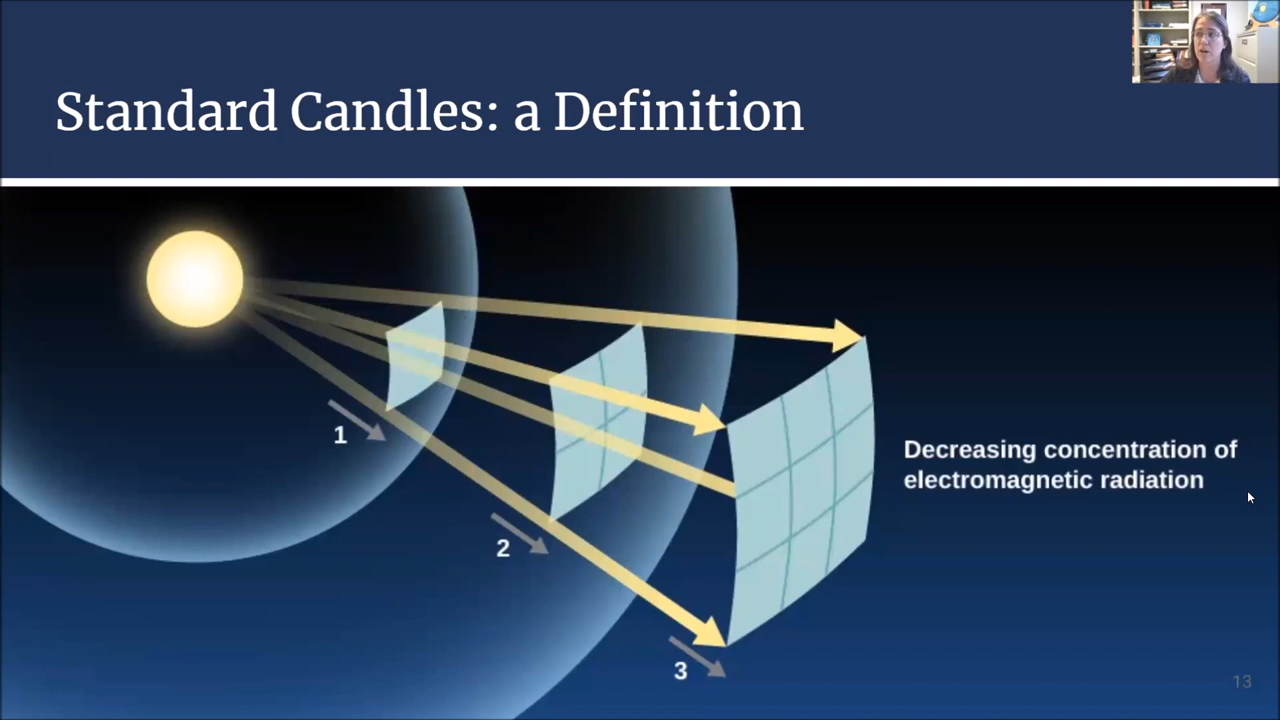 Standard Candles: a Definition
1
Decreasing concentration of
electromagnetic radiation
2
3
13